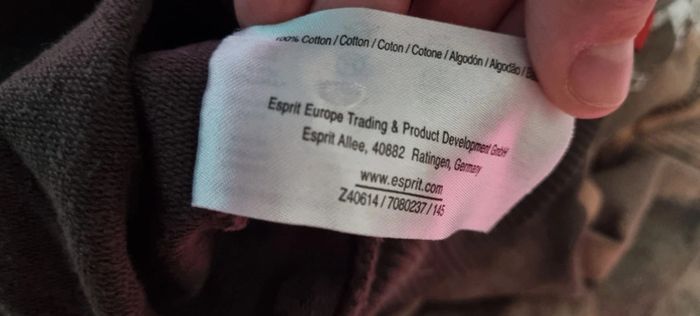 100% Cotton / Cotton / Coton / Cotone / Algodón / Algodão /
Esprit Europe Trading & Product Development GmbH
Esprit Allee, 40882 Ratingen, Germany
www.esprit.com
Z40614 / 7080237 / 145